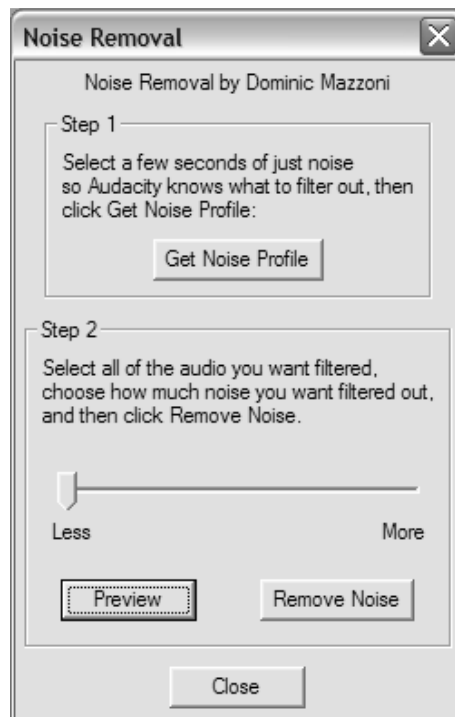 Noise Removal
Noise Removal by Dominic Mazzoni
Step 1
Select a few seconds of just noise
so Audacity knows what to filter out, then
click Get Noise Profile:
Get Noise Profile
Step 2
Select all of the audio you want filtered,
choose how much noise you want filtered out,
and then click Remove Noise.
Less More
Preview Remove Noise
Close